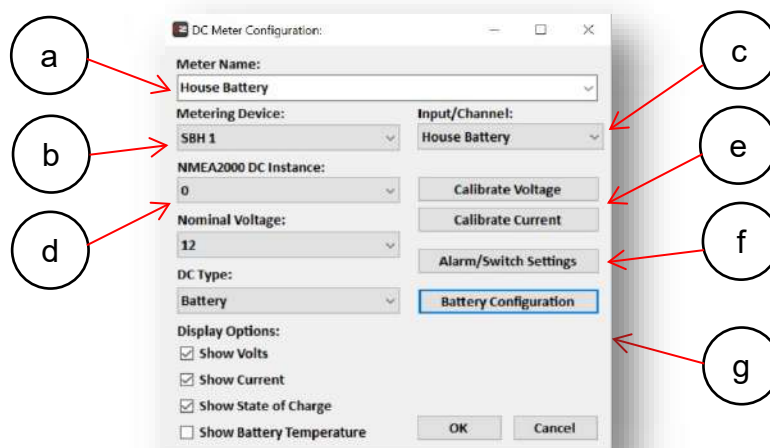 DC Meter Configuration:
a
Meter Name:
House Battery
c
Metering Device:
Input/Channel:
b
SBH 1
House Battery
NMEA2000 DC Instance:
e
0
Calibrate Voltage
Calibrate Current
d
Nominal Voltage:
12
Alarm/Switch Settings
f
DC Type:
Battery
Battery Configuration
Display Options:
Show Volts
g
Show Current
Show State of Charge
Show Battery Temperature
OK
Cancel